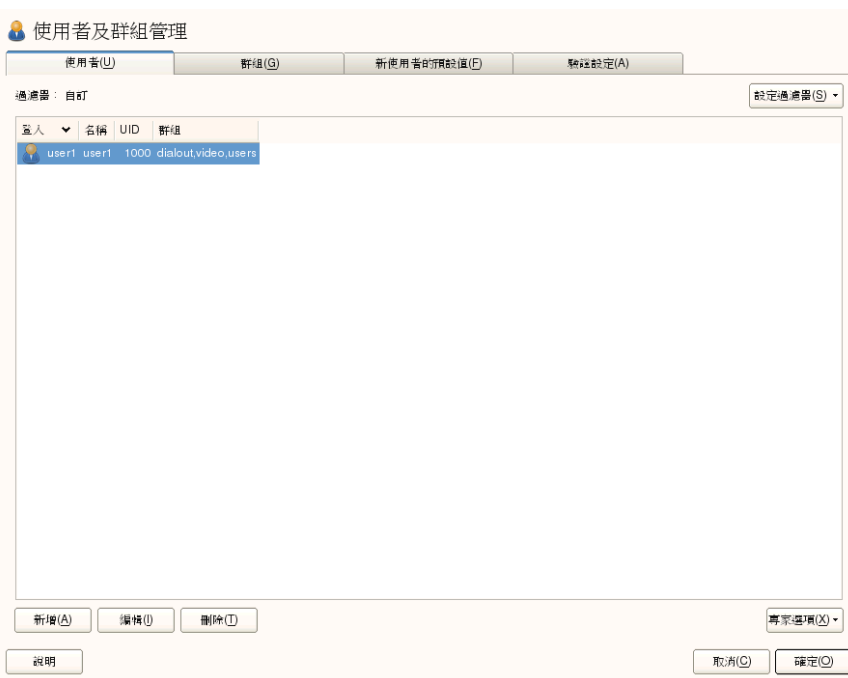 使用者及群組管理
使用者(U) 群組(G) 新使用者的預設值(F) 驗證設定(A)
過濾器： 自訂 設定過濾器(S)
登入 名稱 UID 群組
user1 user1 1000 dialout,video,users
新增(A) 編輯(I) 刪除(T) 專家選項(X)
說明 取消(C) 確定(O)